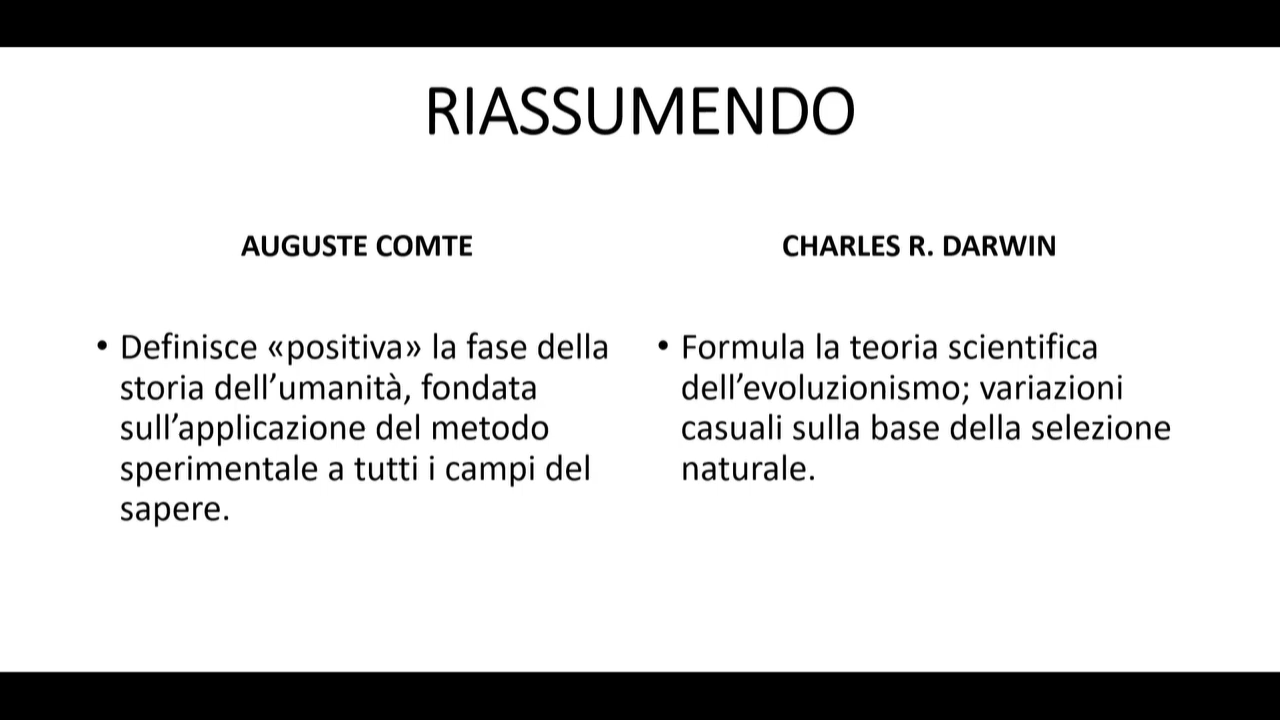 RIASSUMENDO
AUGUSTE COMTE
• Definisce «positiva» la fase della
storia dell’umanità, fondata
sull’applicazione del metodo
sperimentale a tutti i campi del
sapere.
CHARLES R. DARWIN
• Formula la teoria scientifica
dell’evoluzionismo; variazioni
casuali sulla base della selezione
naturale.